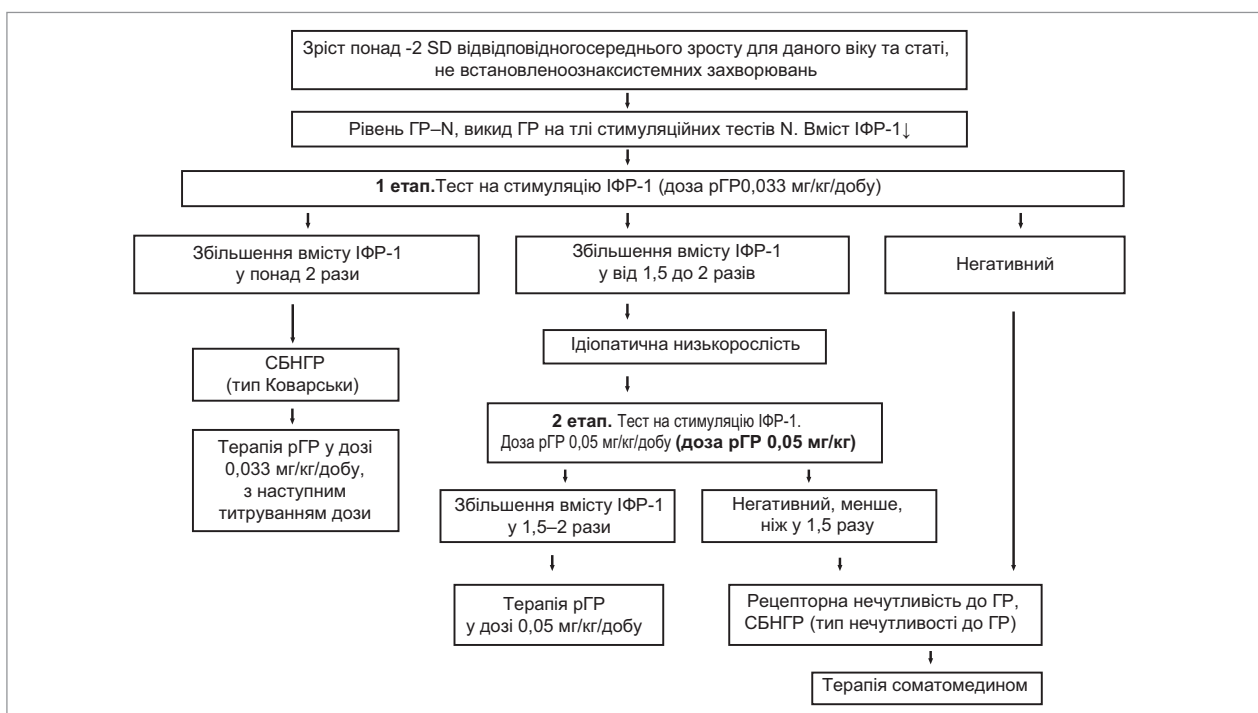 Зріст понад -2 SD відвідповідногосереднього зросту для даного віку та статі,
не встановленоознаксистемних захворювань
Рівень ГР–N, викид ГР на тлі стимуляційних тестів N. Вміст ІФР-1↓
1 етап.Тест на стимуляцію ІФР-1 (доза рГР0,033 мг/кг/добу)
Збільшення вмісту ІФР-1
у понад 2 рази
Збільшення вмісту ІФР-1
у від 1,5 до 2 разів
Негативний
Ідіопатична низькорослість
СБНГР
(тип Коварськи)
2 етап. Тест на стимуляцію ІФР-1.
Доза рГР 0,05 мг/кг/добу (доза рГР 0,05 мг/кг)
Терапія рГР у дозі
0,033 мг/кг/добу,
з наступним
титруванням дози
Збільшення вмісту ІФР-1
у 1,5–2 рази
Негативний, менше,
ніж у 1,5 разу
Терапія рГР
у дозі 0,05 мг/кг/добу
Рецепторна нечутливість до ГР,
СБНГР (тип нечутливості до ГР)
Терапія соматомедином